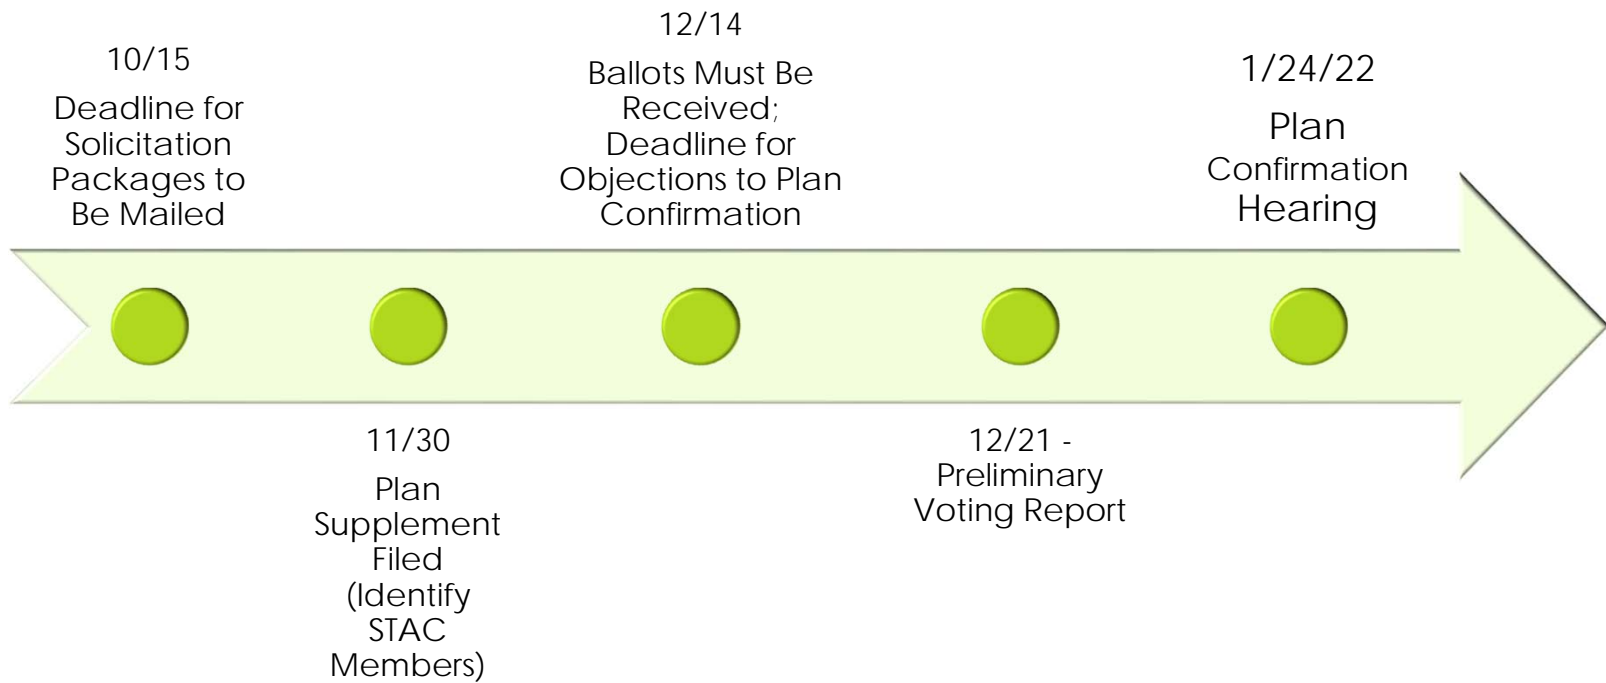 10/15
Deadline for
Solicitation
Packages to
Be Mailed
11/30
Plan
Supplement
Filed
(Identify
STAC
Members)
12/14
Ballots Must Be
Received;
Deadline for
Objections to Plan
Confirmation
12/21 -
Preliminary
Voting Report
1/24/22
Plan
Confirmation
Hearing